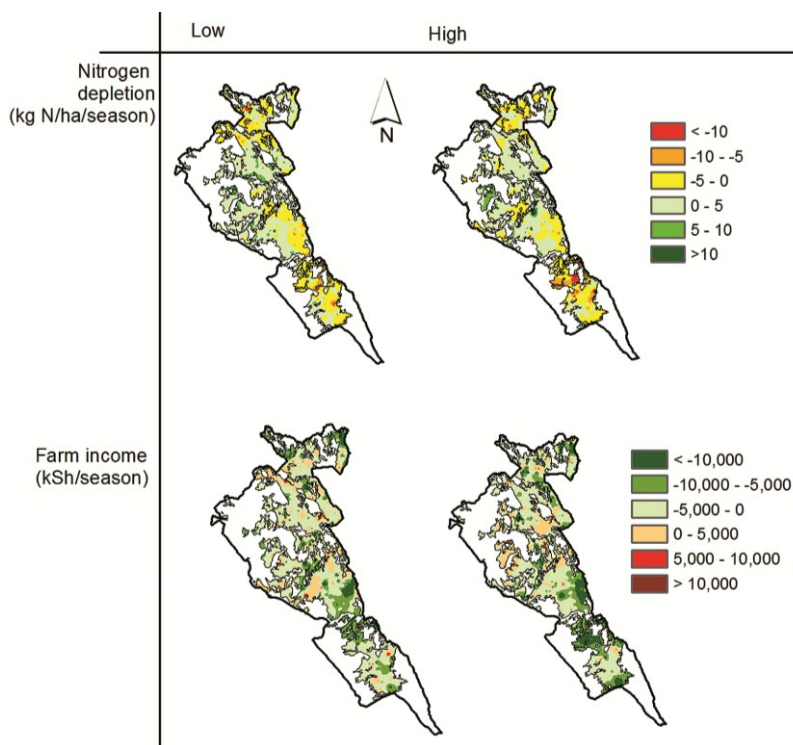 Low High
Nitrogen
depletion
(kg N/ha/season)
N
< -10
-10 - -5
-5 - 0
0 - 5
5 - 10
>10
Farm income
(kSh/season)
< -10,000
-10,000 - -5,000
-5,000 - 0
0 - 5,000
5,000 - 10,000
> 10,000